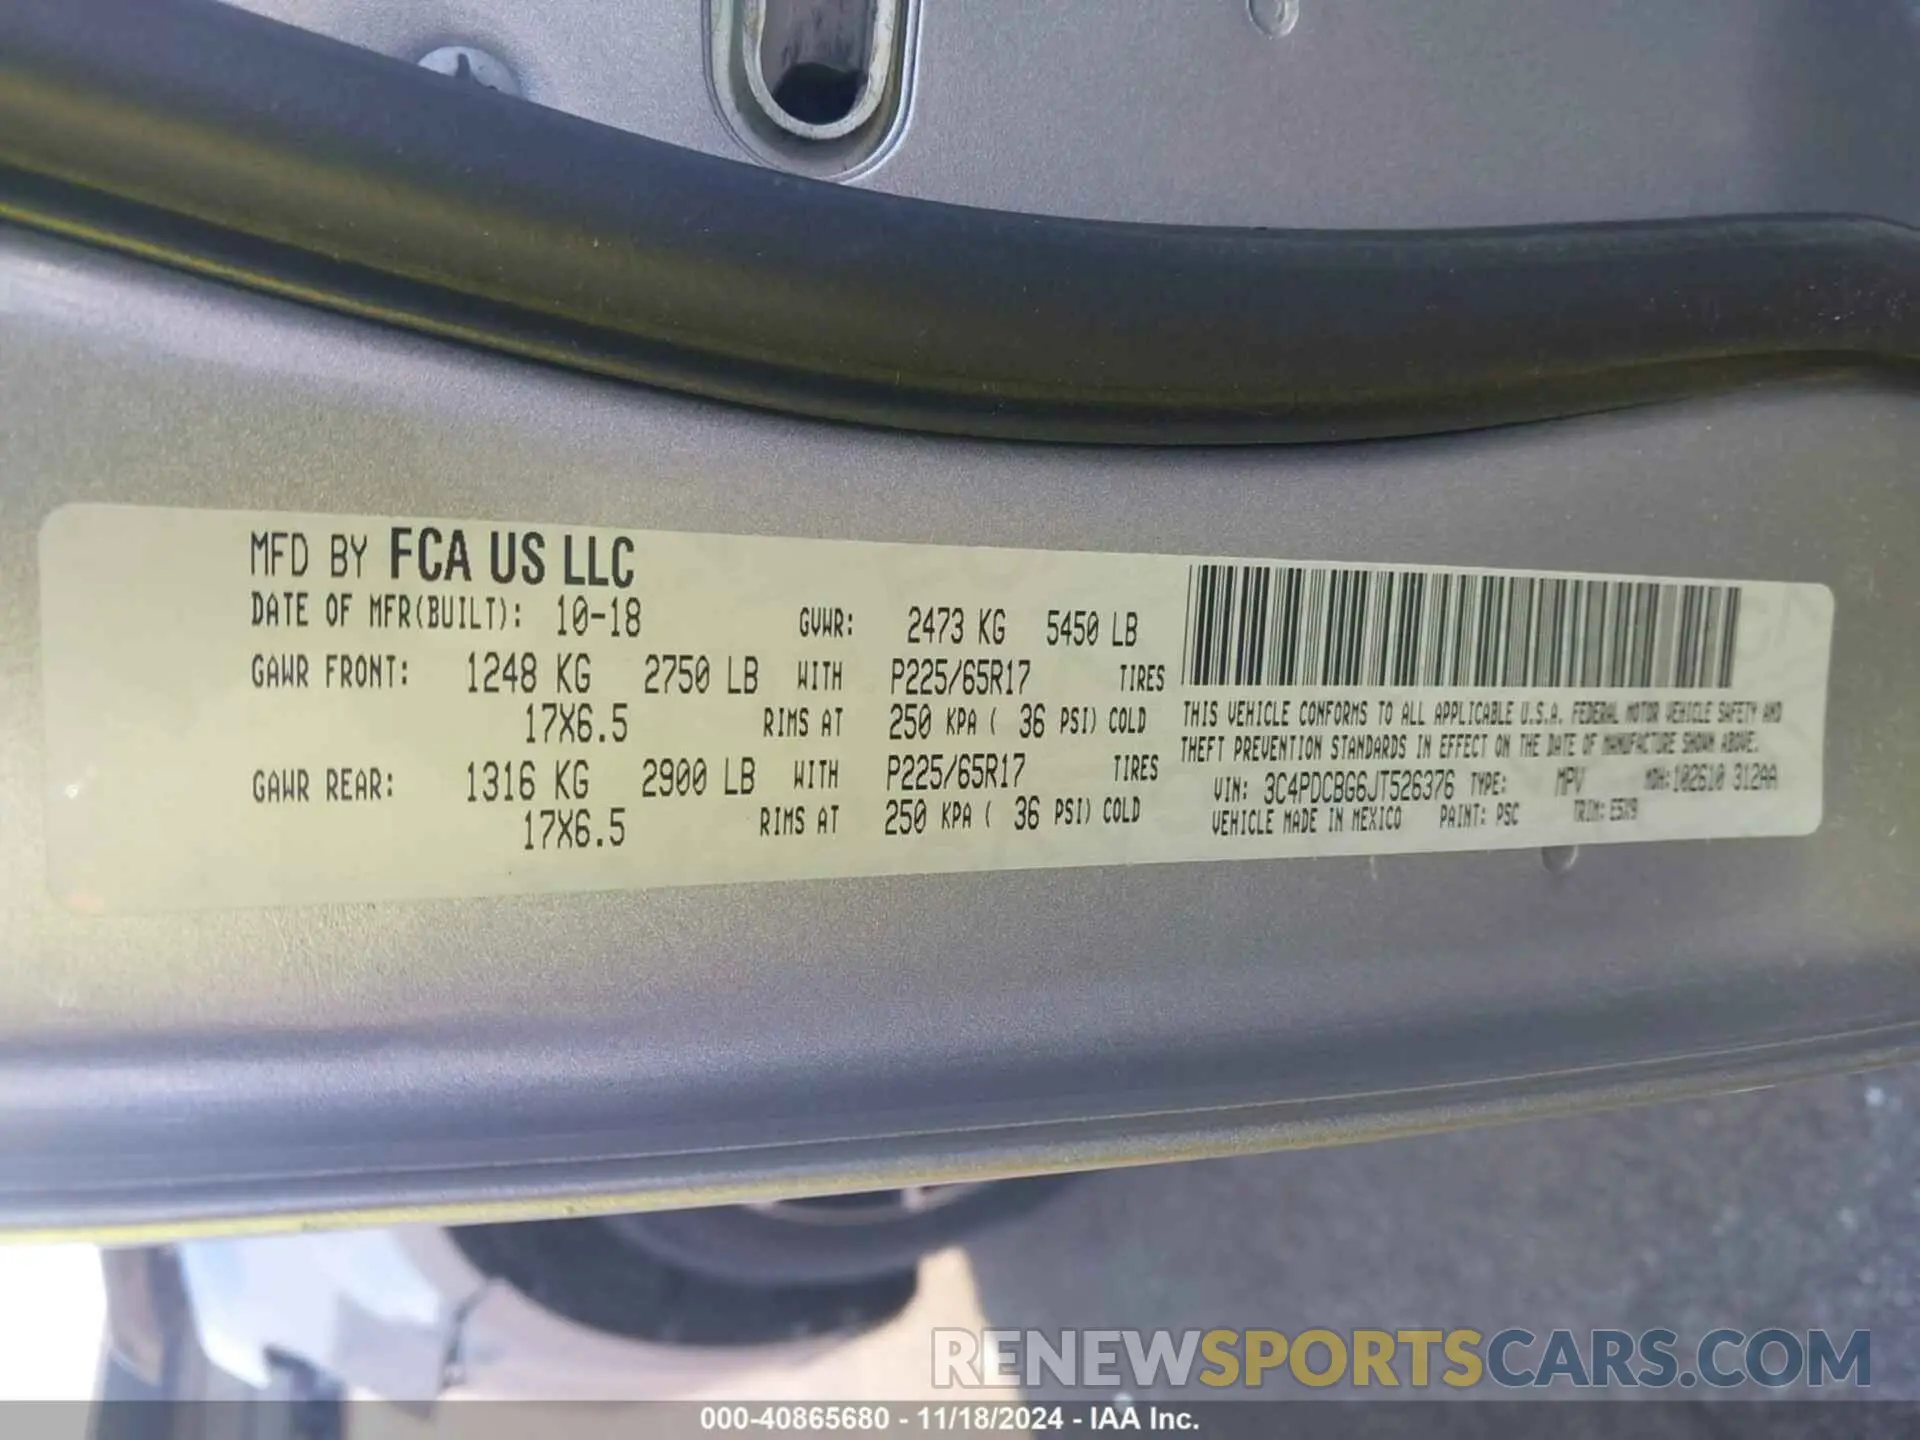 MFD BY FCA US LLC
DATE OF MFR(BUILT): 10-18 GVWR: 2473 KG 5450 LB
GAWR FRONT: 1248 KG 2750 LB WITH P225/65R17 TIRES
17X6.5 RIMS AT 250 KPA ( 36 PSI) COLD
GAWR REAR: 1316 KG 2900 LB WITH P225/65R17 TIRES
17X6.5 RIMS AT 250 KPA ( 36 PSI) COLD
THIS VEHICLE CONFORMS TO ALL APPLICABLE U.S.A. FEDERAL MOTOR VEHICLE SAFETY AND
THEFT PREVENTION STANDARDS IN EFFECT ON THE DATE OF MANUFACTURE SHOWN ABOVE.
VIN: 3C4PDCBG6JT526376 TYPE: MPV MDH: 102610 312AA
VEHICLE MADE IN MEXICO PAINT: PSC TRIM: E5X9
RENEWSPORTSCARS.COM
000-40865680 - 11/18/2024 - IAA Inc.